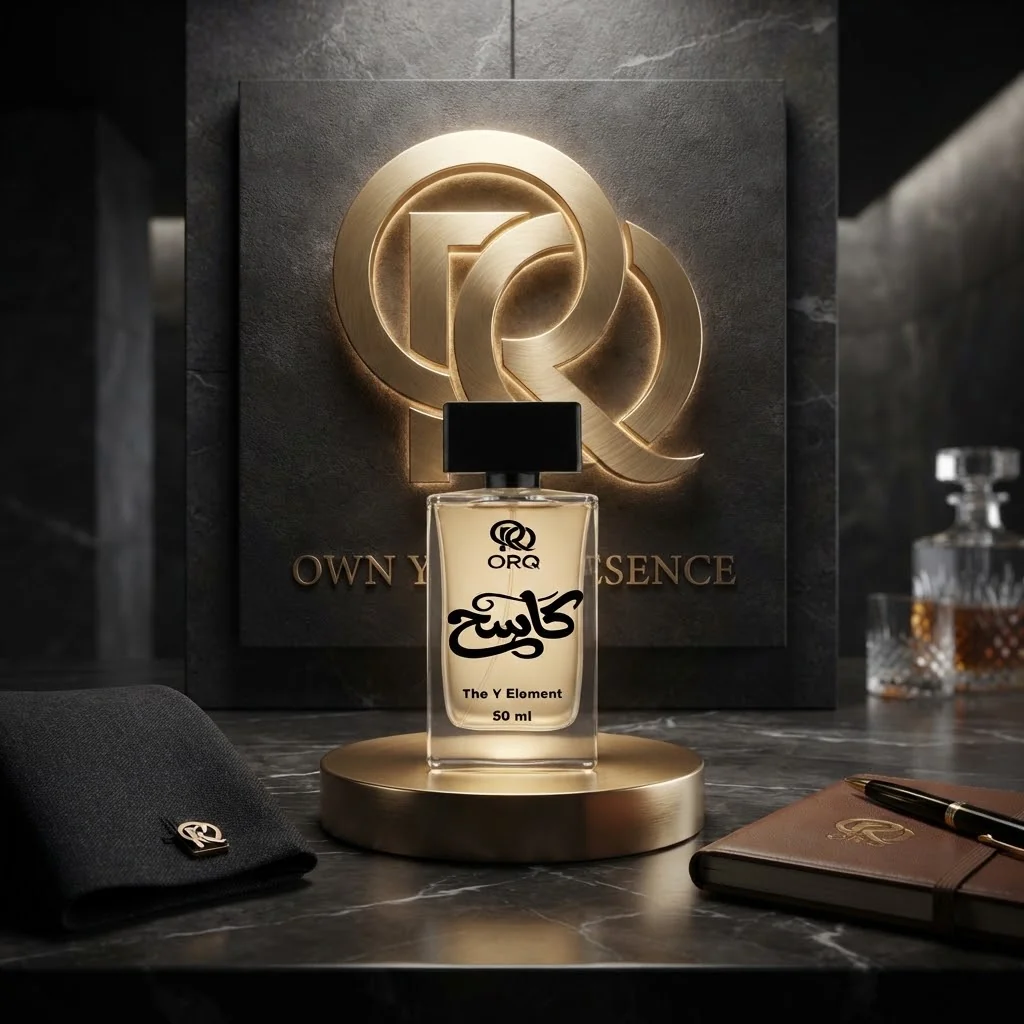 OWN Y ESENCE
ORQ
كاسح
The Y Element
50 ml